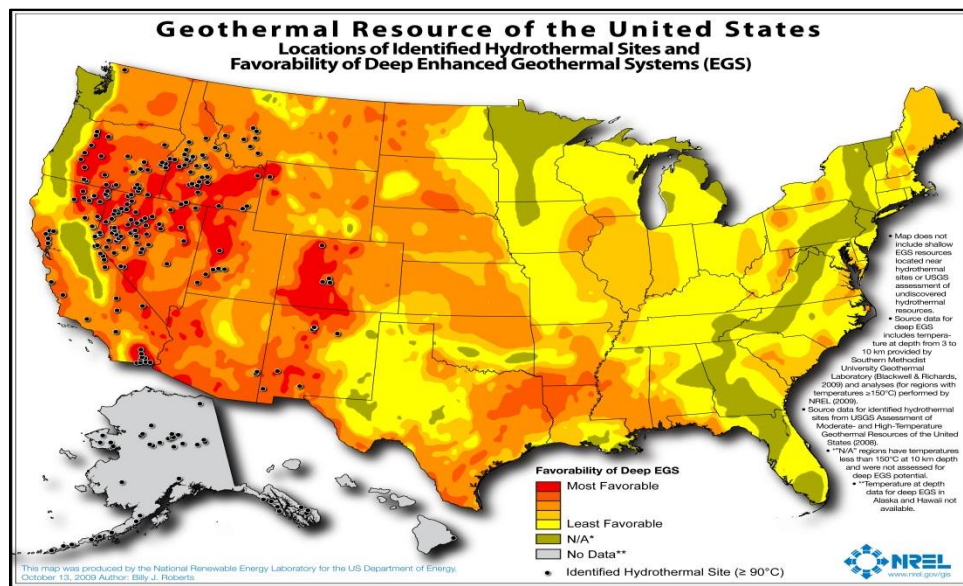 Geothermal Resource of the United States
Locations of Identified Hydrothermal Sites and
Favorability of Deep Enhanced Geothermal Systems (EGS)
• Map does not
include shallow
EGS resources
located near
hydrothermal
sites or USGS
assessment of
undiscovered
hydrothermal
resources.
• Source data for
deep EGS
includes tempera-
ture at depth from 3 to
10 km provided by
Southern Methodist
University Geothermal
Laboratory (Blackwell & Richards,
2009) and analyses (for regions with
temperatures ≥150°C) performed by
NREL (2009).
• Source data for identified hydrothermal
sites from USGS Assessment of
Moderate- and High-Temperature
Geothermal Resources of the United
States (2008).
• *"N/A" regions have temperatures
less than 150°C at 10 km depth
and were not assessed for
deep EGS potential.
• **Temperature at depth
data for deep EGS in
Alaska and Hawaii not
available.
Favorability of Deep EGS
Most Favorable
Least Favorable
N/A*
No Data**
Identified Hydrothermal Site (≥ 90°C)
This map was produced by the National Renewable Energy Laboratory for the US Department of Energy.
October 13, 2009 Author: Billy J. Roberts
NREL
www.nrel.gov/gis